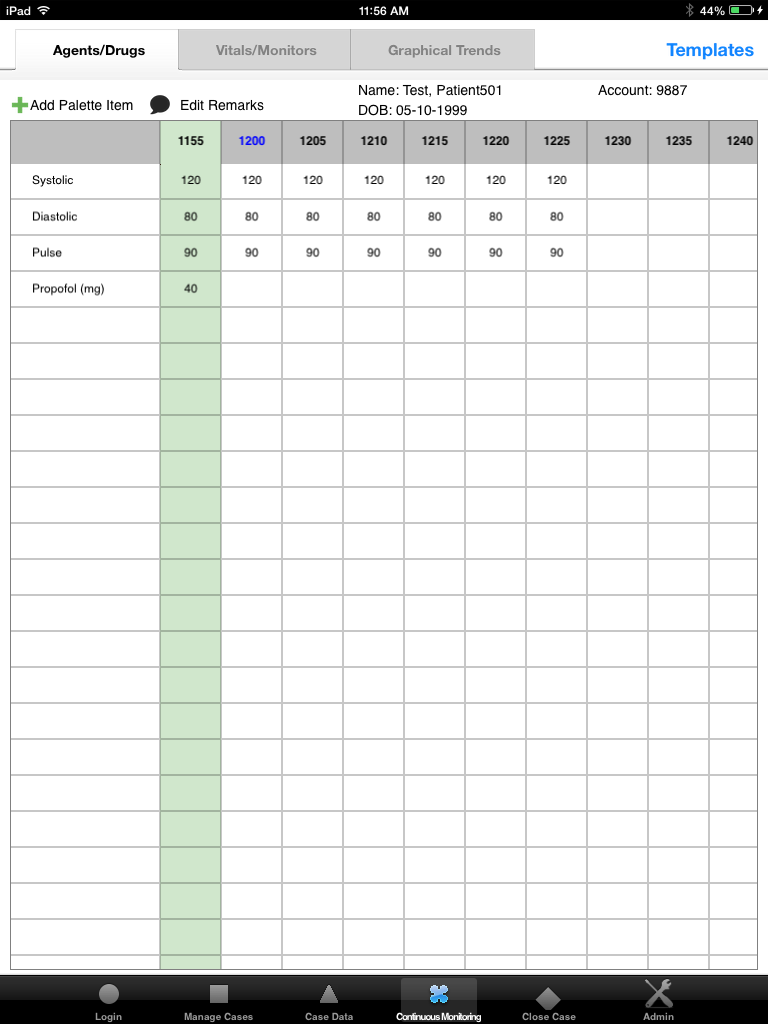 iPad 11:56 AM 44%
Agents/Drugs Vitals/Monitors Graphical Trends Templates
Name: Test, Patient501 Account: 9887
Add Palette Item Edit Remarks
DOB: 05-10-1999
1155 1200 1205 1210 1215 1220 1225 1230 1235 1240
Systolic 120 120 120 120 120 120 120
Diastolic 80 80 80 80 80 80 80
Pulse 90 90 90 90 90 90 90
Propofol (mg) 40
Login Manage Cases Case Data Continuous Monitoring Close Case Admin